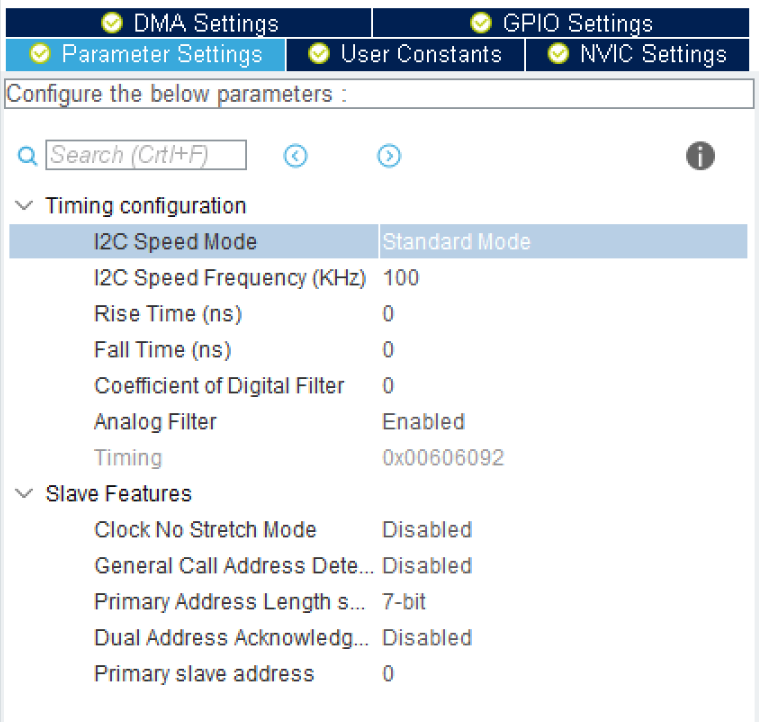 DMA Settings GPIO Settings
Parameter Settings User Constants NVIC Settings
Configure the below parameters :
Search (Crtl+F)
Timing configuration
I2C Speed Mode Standard Mode
I2C Speed Frequency (KHz) 100
Rise Time (ns) 0
Fall Time (ns) 0
Coefficient of Digital Filter 0
Analog Filter Enabled
Timing 0x00606092
Slave Features
Clock No Stretch Mode Disabled
General Call Address Dete... Disabled
Primary Address Length s... 7-bit
Dual Address Acknowledg... Disabled
Primary slave address 0